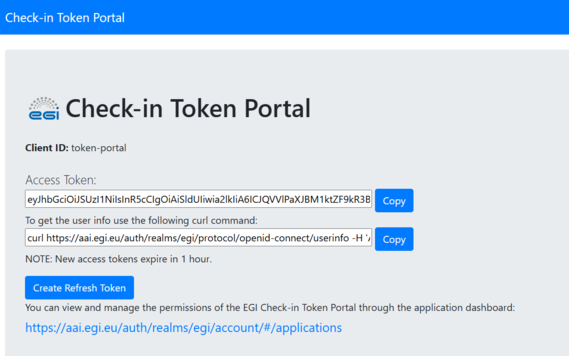 Check-in Token Portal
egi Check-in Token Portal
Client ID: token-portal
Access Token:
eyJhbGciOiJSUzI1NiIsInR5cCIgOiAiSldUIiwia2lkIiA6ICJQVVlPaXJBM1ktZF9kR3B
Copy
To get the user info use the following curl command:
curl https://aai.egi.eu/auth/realms/egi/protocol/openid-connect/userinfo -H '
Copy
NOTE: New access tokens expire in 1 hour.
Create Refresh Token
You can view and manage the permissions of the EGI Check-in Token Portal through the application dashboard:
https://aai.egi.eu/auth/realms/egi/account/#/applications